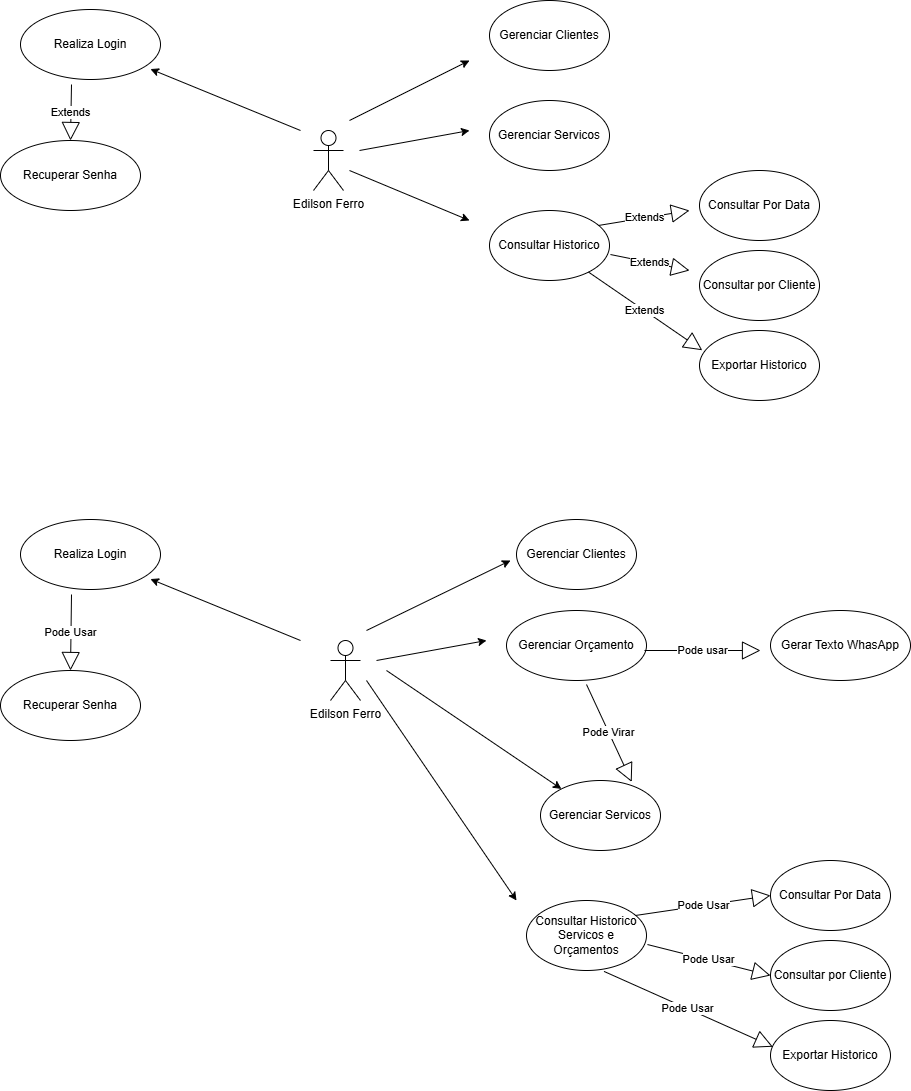 Realiza Login
Gerenciar Clientes
Extends
Gerenciar Servicos
Recuperar Senha
Edilson Ferro
Consultar Por Data
Extends
Consultar Historico
Extends
Consultar por Cliente
Extends
Exportar Historico
Realiza Login
Gerenciar Clientes
Pode Usar
Gerenciar Orçamento
Pode usar
Gerar Texto WhasApp
Recuperar Senha
Edilson Ferro
Pode Virar
Gerenciar Servicos
Consultar Por Data
Pode Usar
Consultar Historico
Servicos e
Orçamentos
Pode Usar
Consultar por Cliente
Pode Usar
Exportar Historico